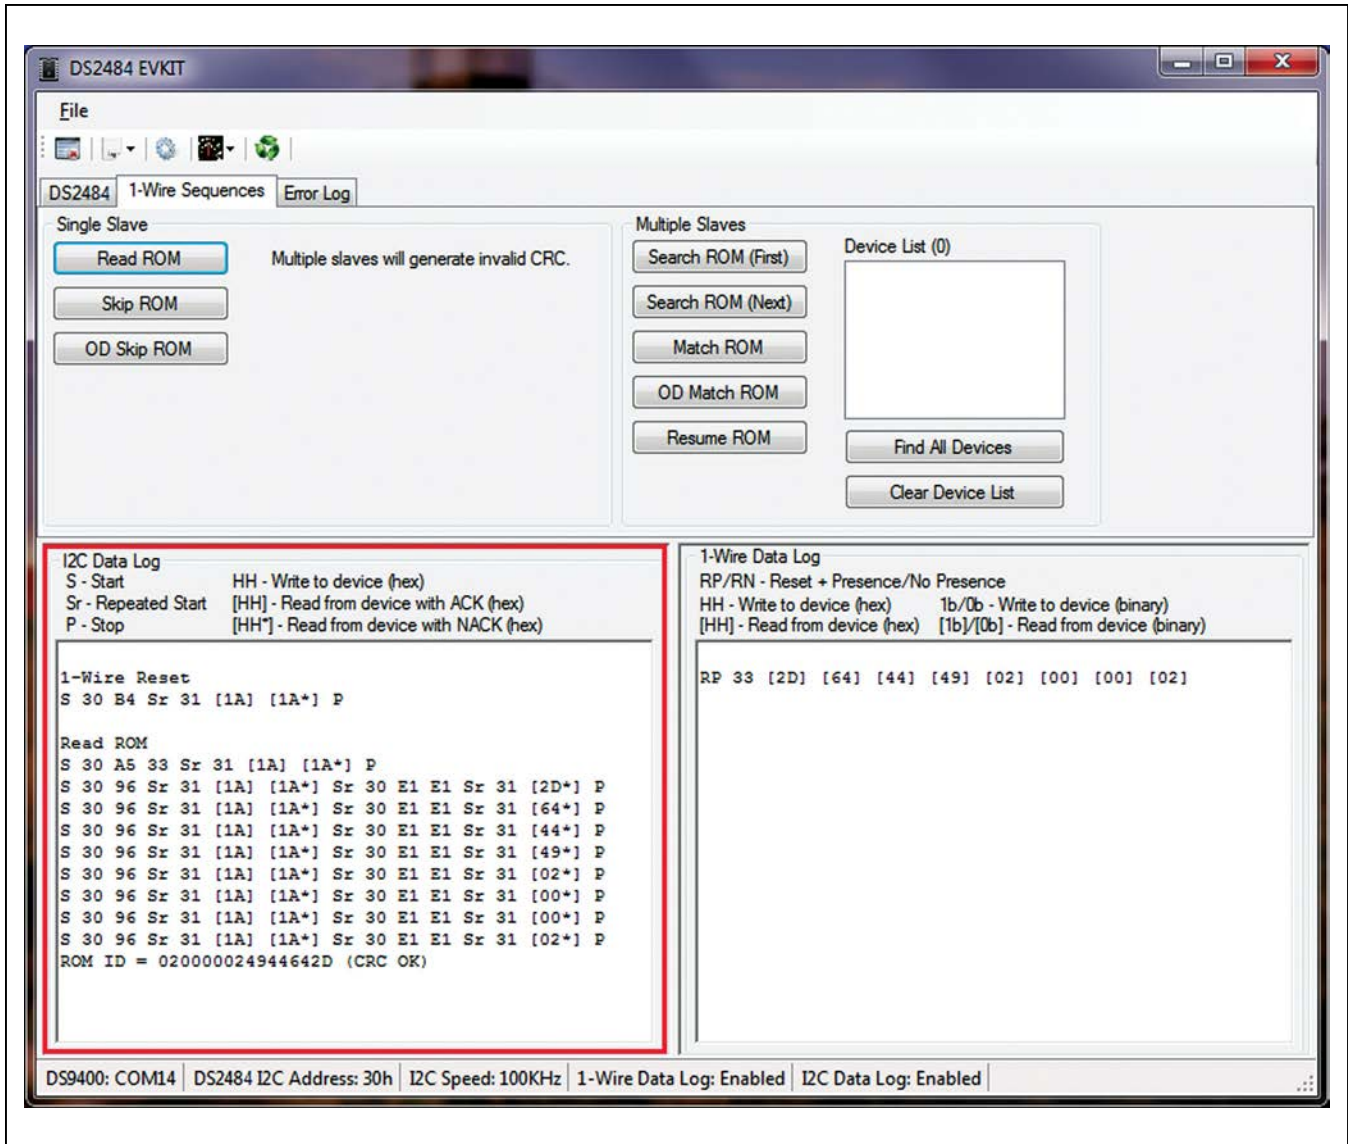 DS2484 EVKIT
File
DS2484 1-Wire Sequences Error Log
Single Slave
Read ROM Multiple slaves will generate invalid CRC.
Skip ROM
OD Skip ROM
Multiple Slaves
Search ROM (First)
Search ROM (Next)
Match ROM
OD Match ROM
Resume ROM
Device List (0)
Find All Devices
Clear Device List
I2C Data Log
S - Start HH - Write to device (hex)
Sr - Repeated Start [HH] - Read from device with ACK (hex)
P - Stop [HH*] - Read from device with NACK (hex)
1-Wire Reset
S 30 B4 Sr 31 [1A] [1A*] P
Read ROM
S 30 A5 33 Sr 31 [1A] [1A*] P
S 30 96 Sr 31 [1A] [1A*] Sr 30 E1 E1 Sr 31 [2D*] P
S 30 96 Sr 31 [1A] [1A*] Sr 30 E1 E1 Sr 31 [64*] P
S 30 96 Sr 31 [1A] [1A*] Sr 30 E1 E1 Sr 31 [44*] P
S 30 96 Sr 31 [1A] [1A*] Sr 30 E1 E1 Sr 31 [49*] P
S 30 96 Sr 31 [1A] [1A*] Sr 30 E1 E1 Sr 31 [02*] P
S 30 96 Sr 31 [1A] [1A*] Sr 30 E1 E1 Sr 31 [00*] P
S 30 96 Sr 31 [1A] [1A*] Sr 30 E1 E1 Sr 31 [00*] P
S 30 96 Sr 31 [1A] [1A*] Sr 30 E1 E1 Sr 31 [02*] P
ROM ID = 020000024944642D (CRC OK)
1-Wire Data Log
RP/RN - Reset + Presence/No Presence
HH - Write to device (hex) 1b/0b - Write to device (binary)
[HH] - Read from device (hex) [1b]/[0b] - Read from device (binary)
RP 33 [2D] [64] [44] [49] [02] [00] [00] [02]
DS9400: COM14 DS2484 I2C Address: 30h I2C Speed: 100KHz 1-Wire Data Log: Enabled I2C Data Log: Enabled